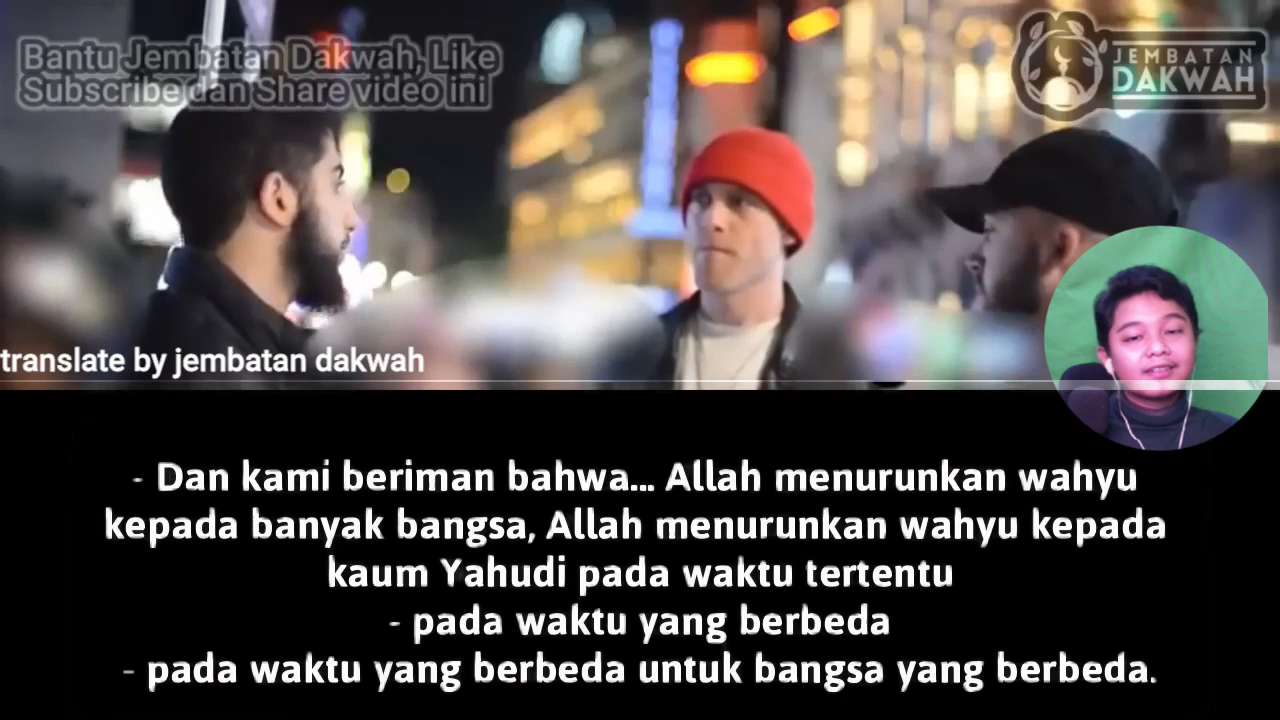 Bantu Jembatan Dakwah, Like
Subscribe dan Share video ini
JEMBATAN
DAKWAH
translate by jembatan dakwah
- Dan kami beriman bahwa... Allah menurunkan wahyu
kepada banyak bangsa, Allah menurunkan wahyu kepada
kaum Yahudi pada waktu tertentu
- pada waktu yang berbeda
- pada waktu yang berbeda untuk bangsa yang berbeda.